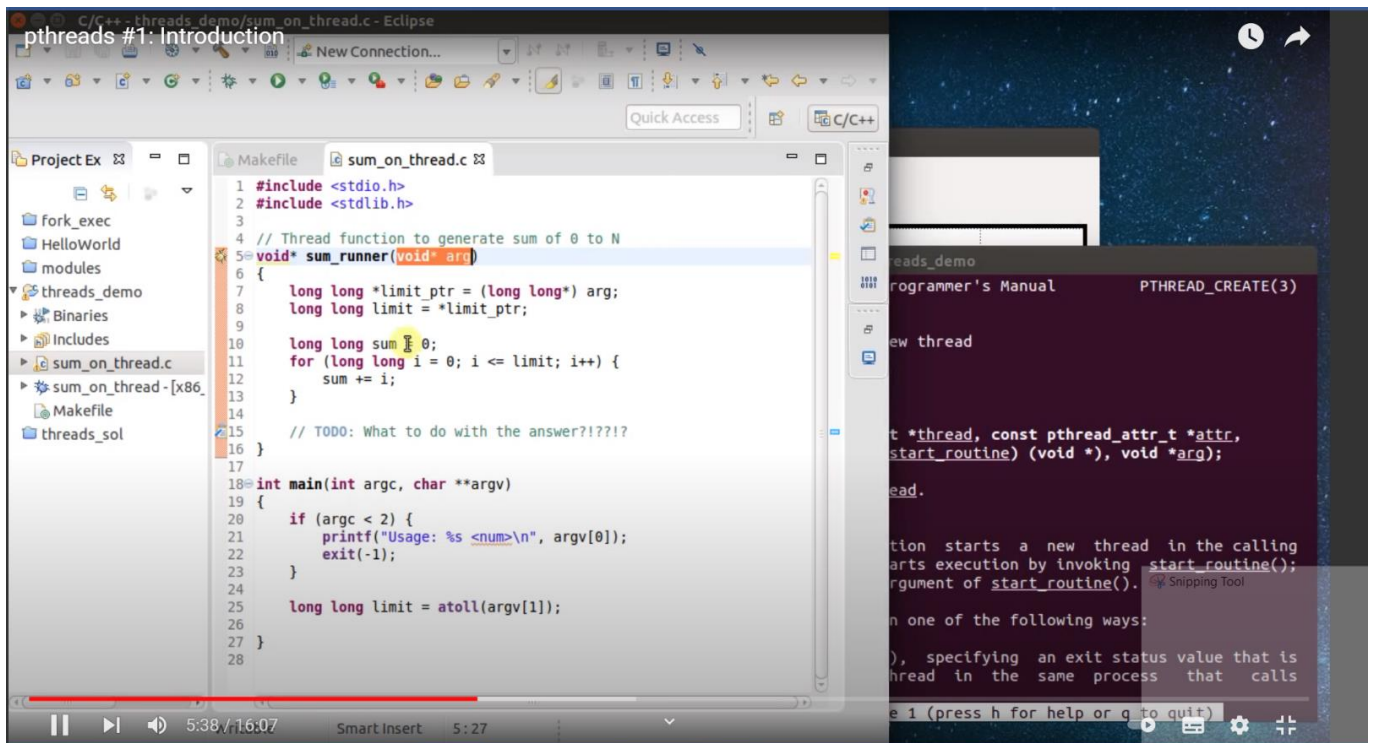 C/C++ - threads_demo/sum_on_thread.c - Eclipse
pthreads #1: Introduction
New Connection...
Quick Access
C/C++
Project Ex
Makefile
sum_on_thread.c
fork_exec
HelloWorld
modules
threads_demo
Binaries
Includes
sum_on_thread.c
sum_on_thread - [x86_
Makefile
threads_sol
1 #include <stdio.h>
2 #include <stdlib.h>
3
4 // Thread function to generate sum of 0 to N
5 void* sum_runner(void* arg)
6 {
7 long long *limit_ptr = (long long*) arg;
8 long long limit = *limit_ptr;
9
10 long long sum = 0;
11 for (long long i = 0; i <= limit; i++) {
12 sum += i;
13 }
14
15 // TODO: What to do with the answer?!??!?
16 }
17
18 int main(int argc, char **argv)
19 {
20 if (argc < 2) {
21 printf("Usage: %s <num>\n", argv[0]);
22 exit(-1);
23 }
24
25 long long limit = atoll(argv[1]);
26
27 }
28
reads_demo
rogrammer's Manual PTHREAD_CREATE(3)
ew thread
t *thread, const pthread_attr_t *attr,
start_routine) (void *), void *arg);
ead.
tion starts a new thread in the calling
arts execution by invoking start_routine();
rgument of start_routine().
Snipping Tool
n one of the following ways:
), specifying an exit status value that is
hread in the same process that calls
e 1 (press h for help or q to quit)
5:38 / 16:07
Writable
Smart Insert
5 : 27